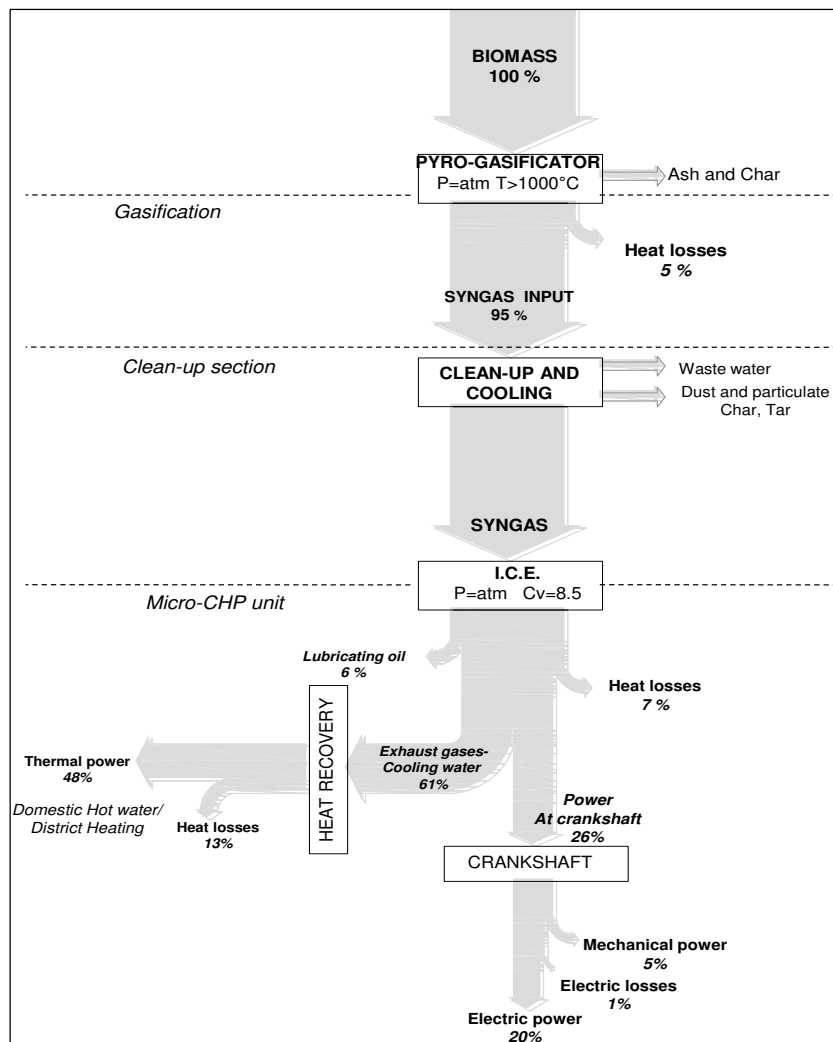 BIOMASS
100 %
PYRO-GASIFICATOR
P=atm T>1000°C
Ash and Char
Gasification
Heat losses
5 %
SYNGAS INPUT
95 %
Clean-up section
CLEAN-UP AND
COOLING
Waste water
Dust and particulate
Char, Tar
SYNGAS
I.C.E.
P=atm Cv=8.5
Micro-CHP unit
Lubricating oil
6 %
Heat losses
7 %
HEAT RECOVERY
Exhaust gases-
Cooling water
61%
Thermal power
48%
Domestic Hot water/
District Heating
Heat losses
13%
Power
At crankshaft
26%
CRANKSHAFT
Mechanical power
5%
Electric losses
1%
Electric power
20%